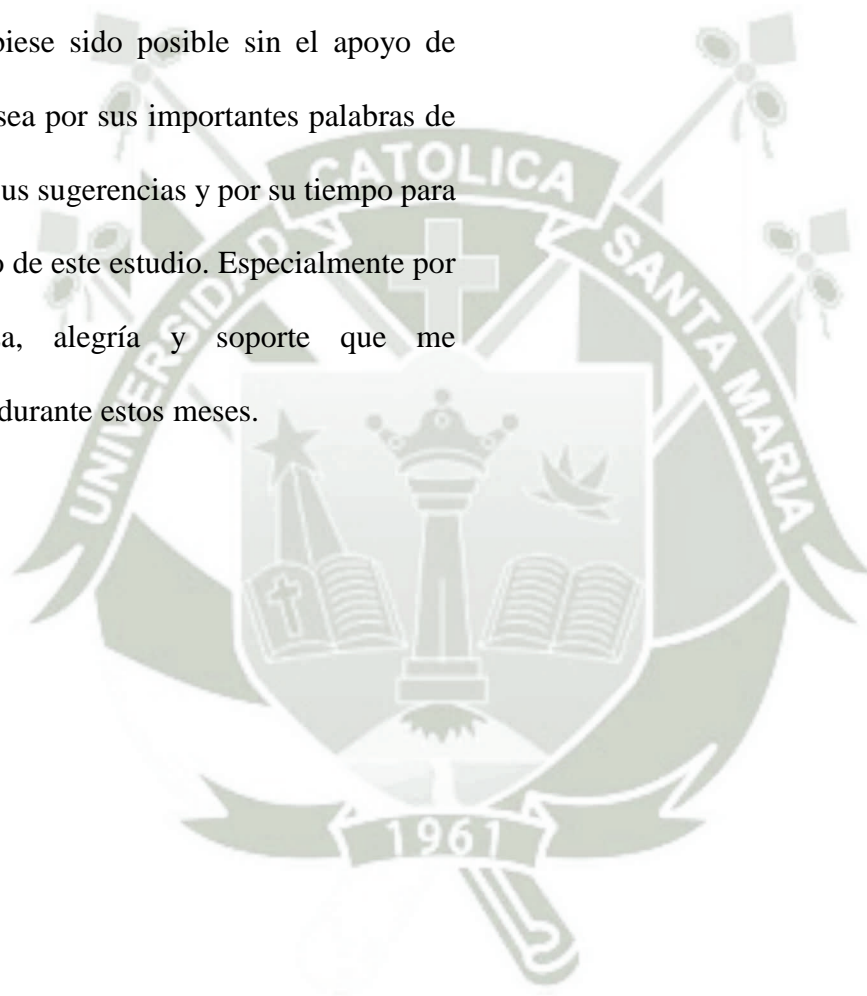 biese sido posible sin el apoyo de
sea por sus importantes palabras de
us sugerencias y por su tiempo para
o de este estudio. Especialmente por
a, alegría y soporte que me
durante estos meses.
UNIVERSIDAD CATOLICA SANTA MARIA
1961